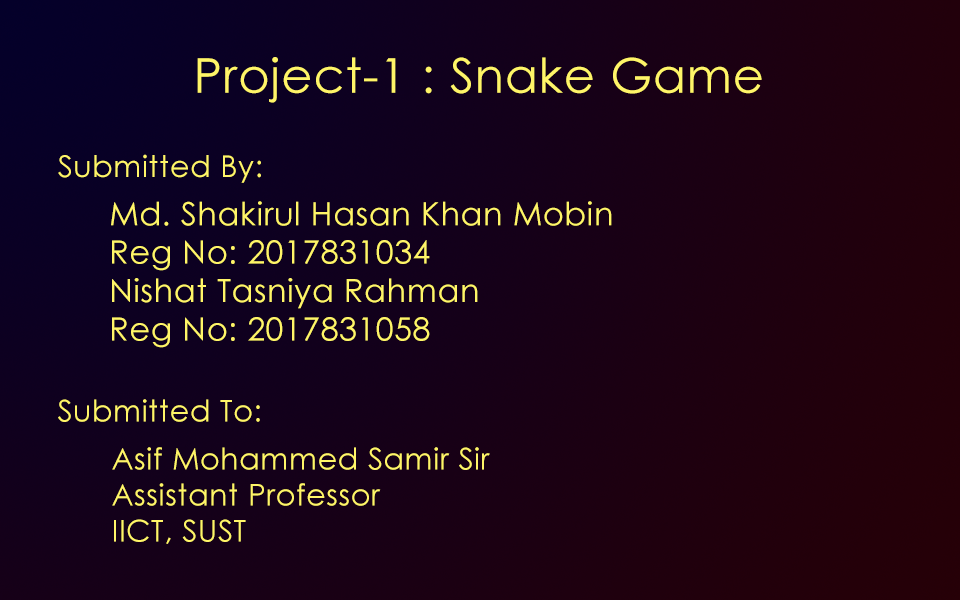 Project-1 : Snake Game
Submitted By:
Md. Shakirul Hasan Khan Mobin
Reg No: 2017831034
Nishat Tasniya Rahman
Reg No: 2017831058
Submitted To:
Asif Mohammed Samir Sir
Assistant Professor
IICT, SUST